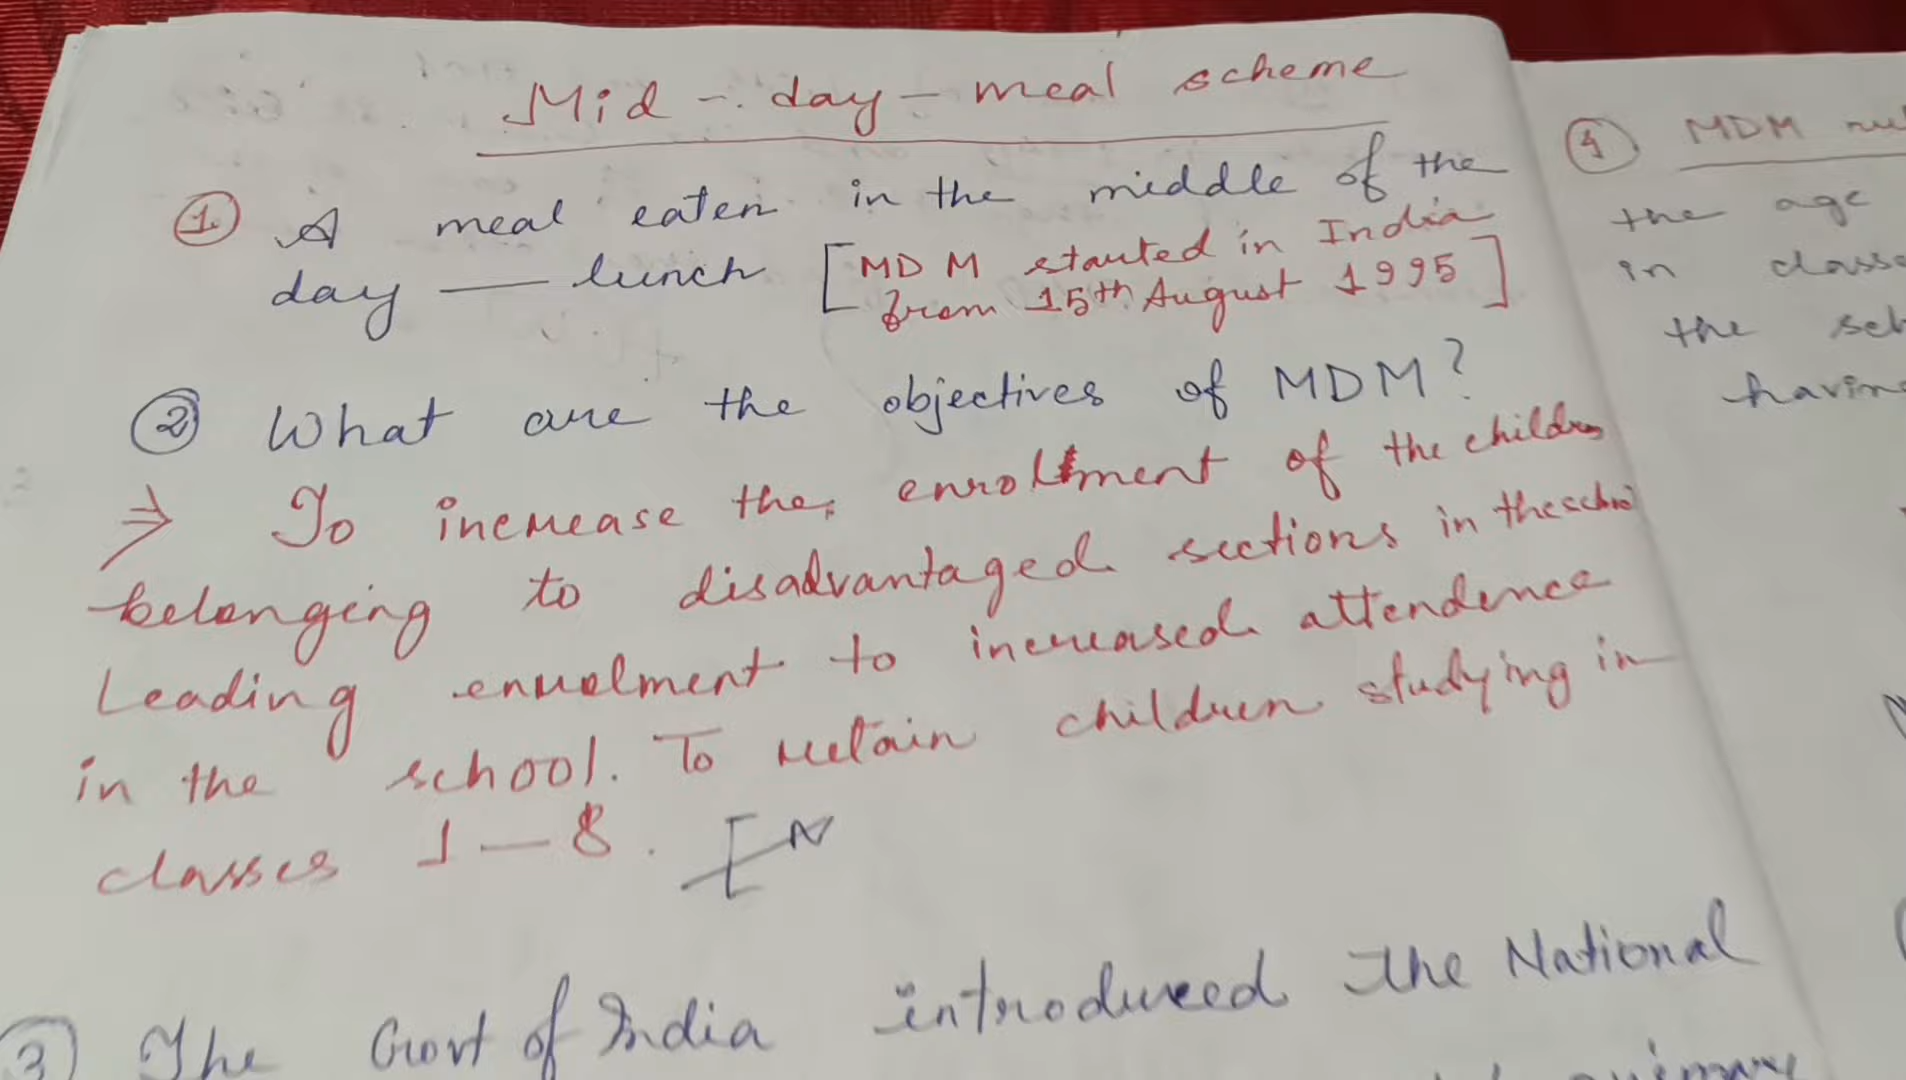 Mid - day - meal scheme
1. A meal eaten in the middle of the
day — lunch [MDM started in India
from 15th August 1995]
2 What are the objectives of MDM?
⇒ To increase the enrolment of the children
belonging to disadvantaged sections in the
Leading enrolment to increased attendence
in the school. To retain children studying in
classes 1 — 8.
3 The Govt of India introduced the National
4 MDM
the age
in
the